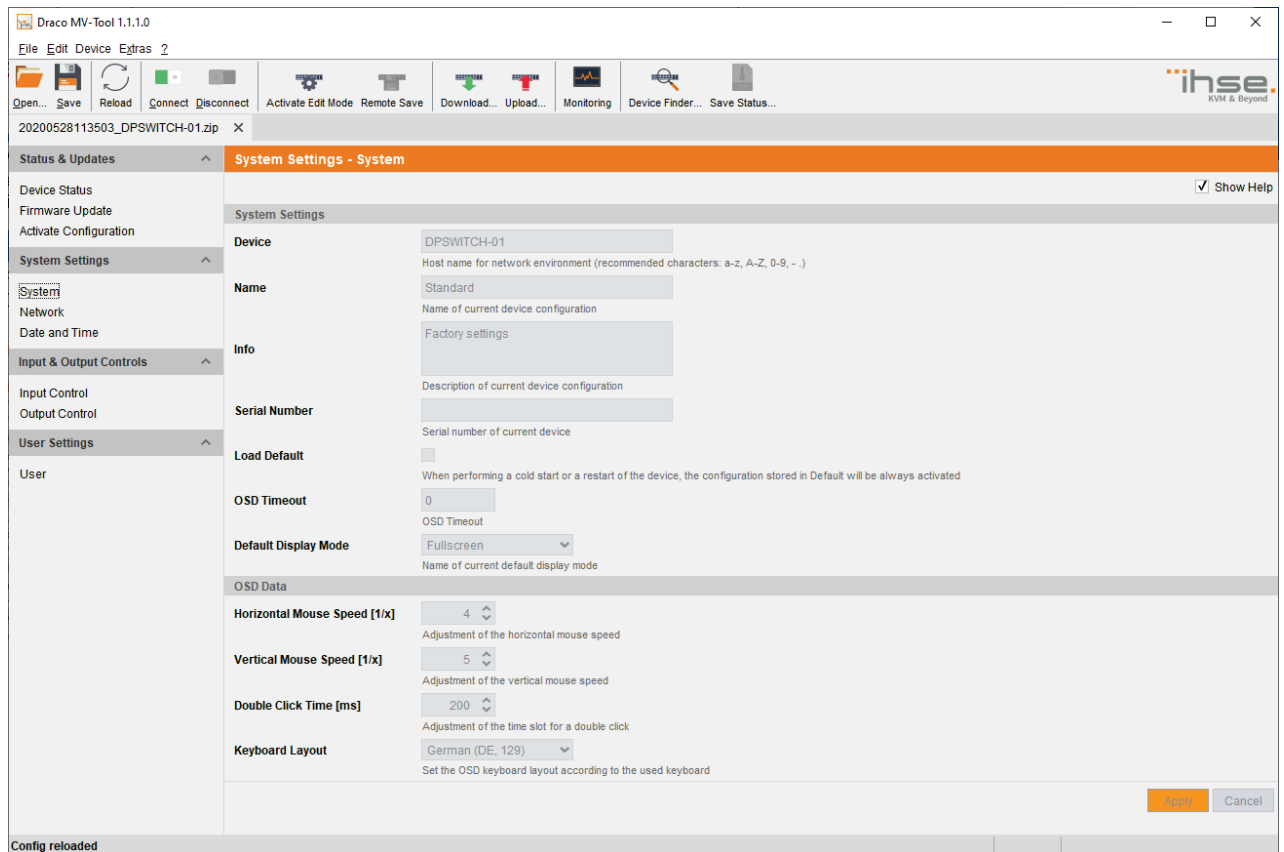 Draco MV-Tool 1.1.1.0
File Edit Device Extras ?
Open... Save Reload Connect Disconnect Activate Edit Mode Remote Save Download... Upload... Monitoring Device Finder... Save Status...
ihse.
KVM & Beyond
20200528113503_DPSWITCH-01.zip
Status & Updates
Device Status
Firmware Update
Activate Configuration
System Settings
System
Network
Date and Time
Input & Output Controls
Input Control
Output Control
User Settings
User
System Settings - System
Show Help
System Settings
Device DPSWITCH-01
Host name for network environment (recommended characters: a-z, A-Z, 0-9, - .)
Name Standard
Name of current device configuration
Info Factory settings
Description of current device configuration
Serial Number
Serial number of current device
Load Default
When performing a cold start or a restart of the device, the configuration stored in Default will be always activated
OSD Timeout 0
OSD Timeout
Default Display Mode Fullscreen
Name of current default display mode
OSD Data
Horizontal Mouse Speed [1/x] 4
Adjustment of the horizontal mouse speed
Vertical Mouse Speed [1/x] 5
Adjustment of the vertical mouse speed
Double Click Time [ms] 200
Adjustment of the time slot for a double click
Keyboard Layout German (DE, 129)
Set the OSD keyboard layout according to the used keyboard
Apply Cancel
Config reloaded